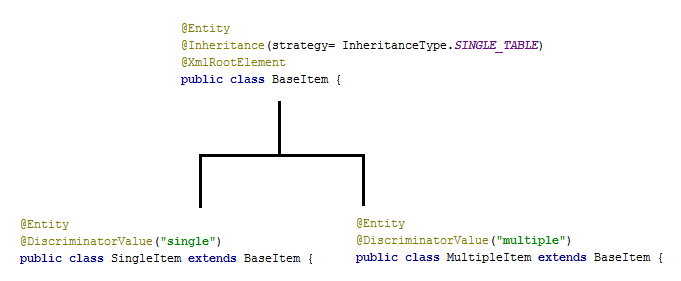 @Entity
@Inheritance(strategy= InheritanceType.SINGLE_TABLE)
@XmlRootElement
public class BaseItem {
@Entity
@DiscriminatorValue("single")
public class SingleItem extends BaseItem {
@Entity
@DiscriminatorValue("multiple")
public class MultipleItem extends BaseItem {